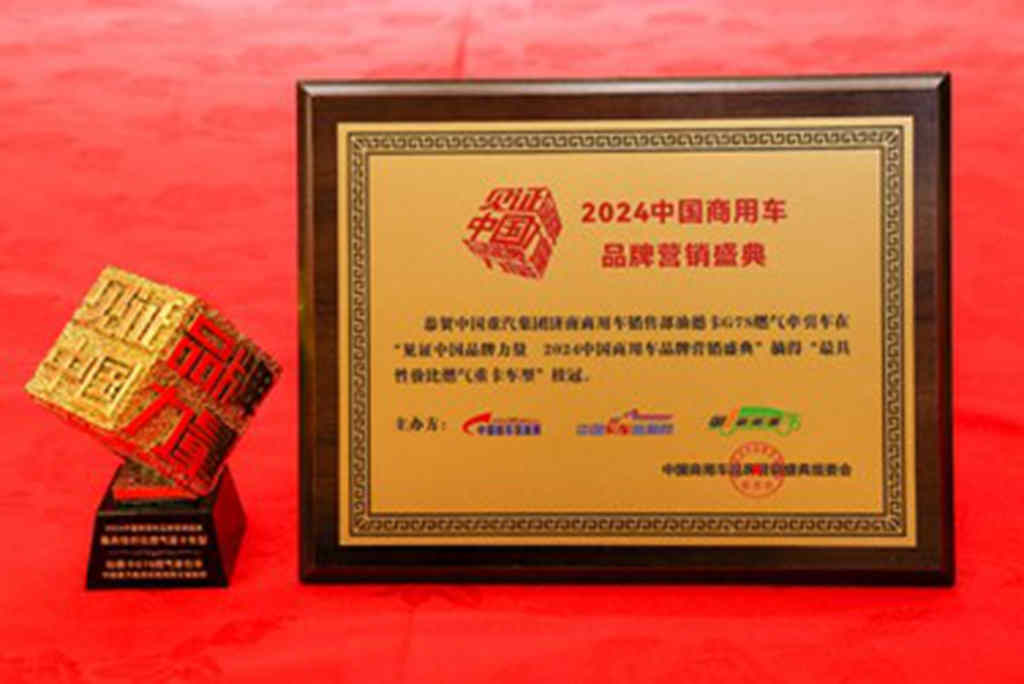 见证
中国
品牌
力量
见证
中国
2024中国商用车
品牌营销盛典
恭贺中国重汽集团济南商用车销售部汕德卡G7S燃气牵引车在
“见证中国品牌力量 2024中国商用车品牌营销盛典”摘得“最具
性价比燃气重卡车型”桂冠。
主办方:
中国商用车品牌营销盛典组委会